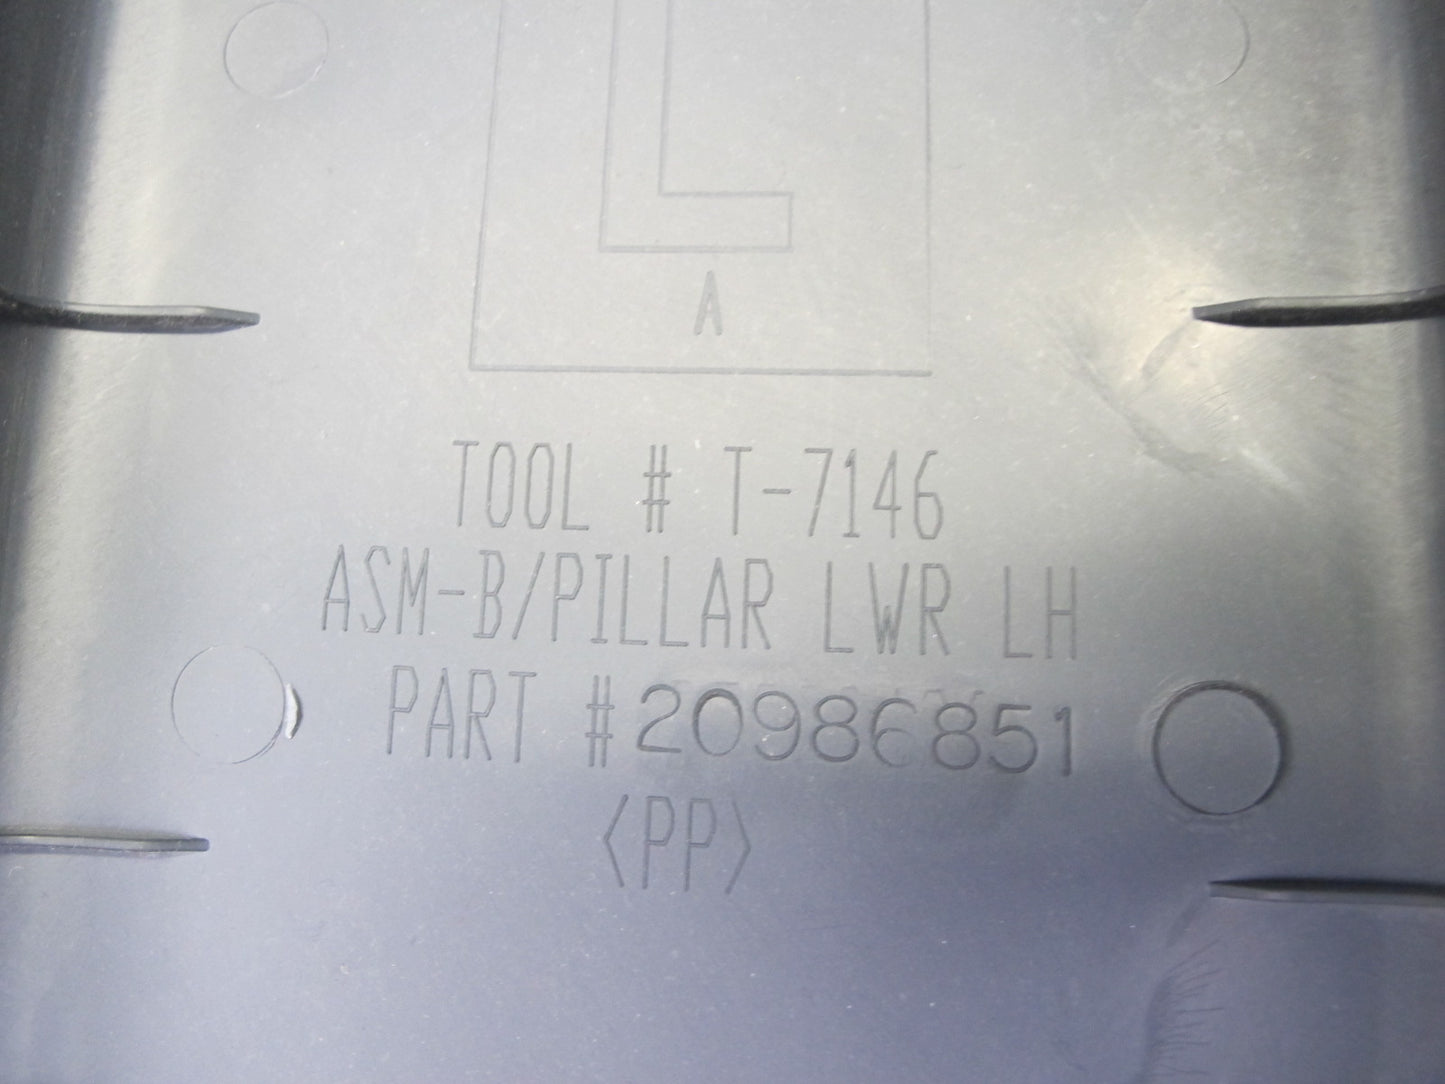 L
A
TOOL # T-7146
ASM-B/PILLAR LWR LH
PART #20986851
<PP>